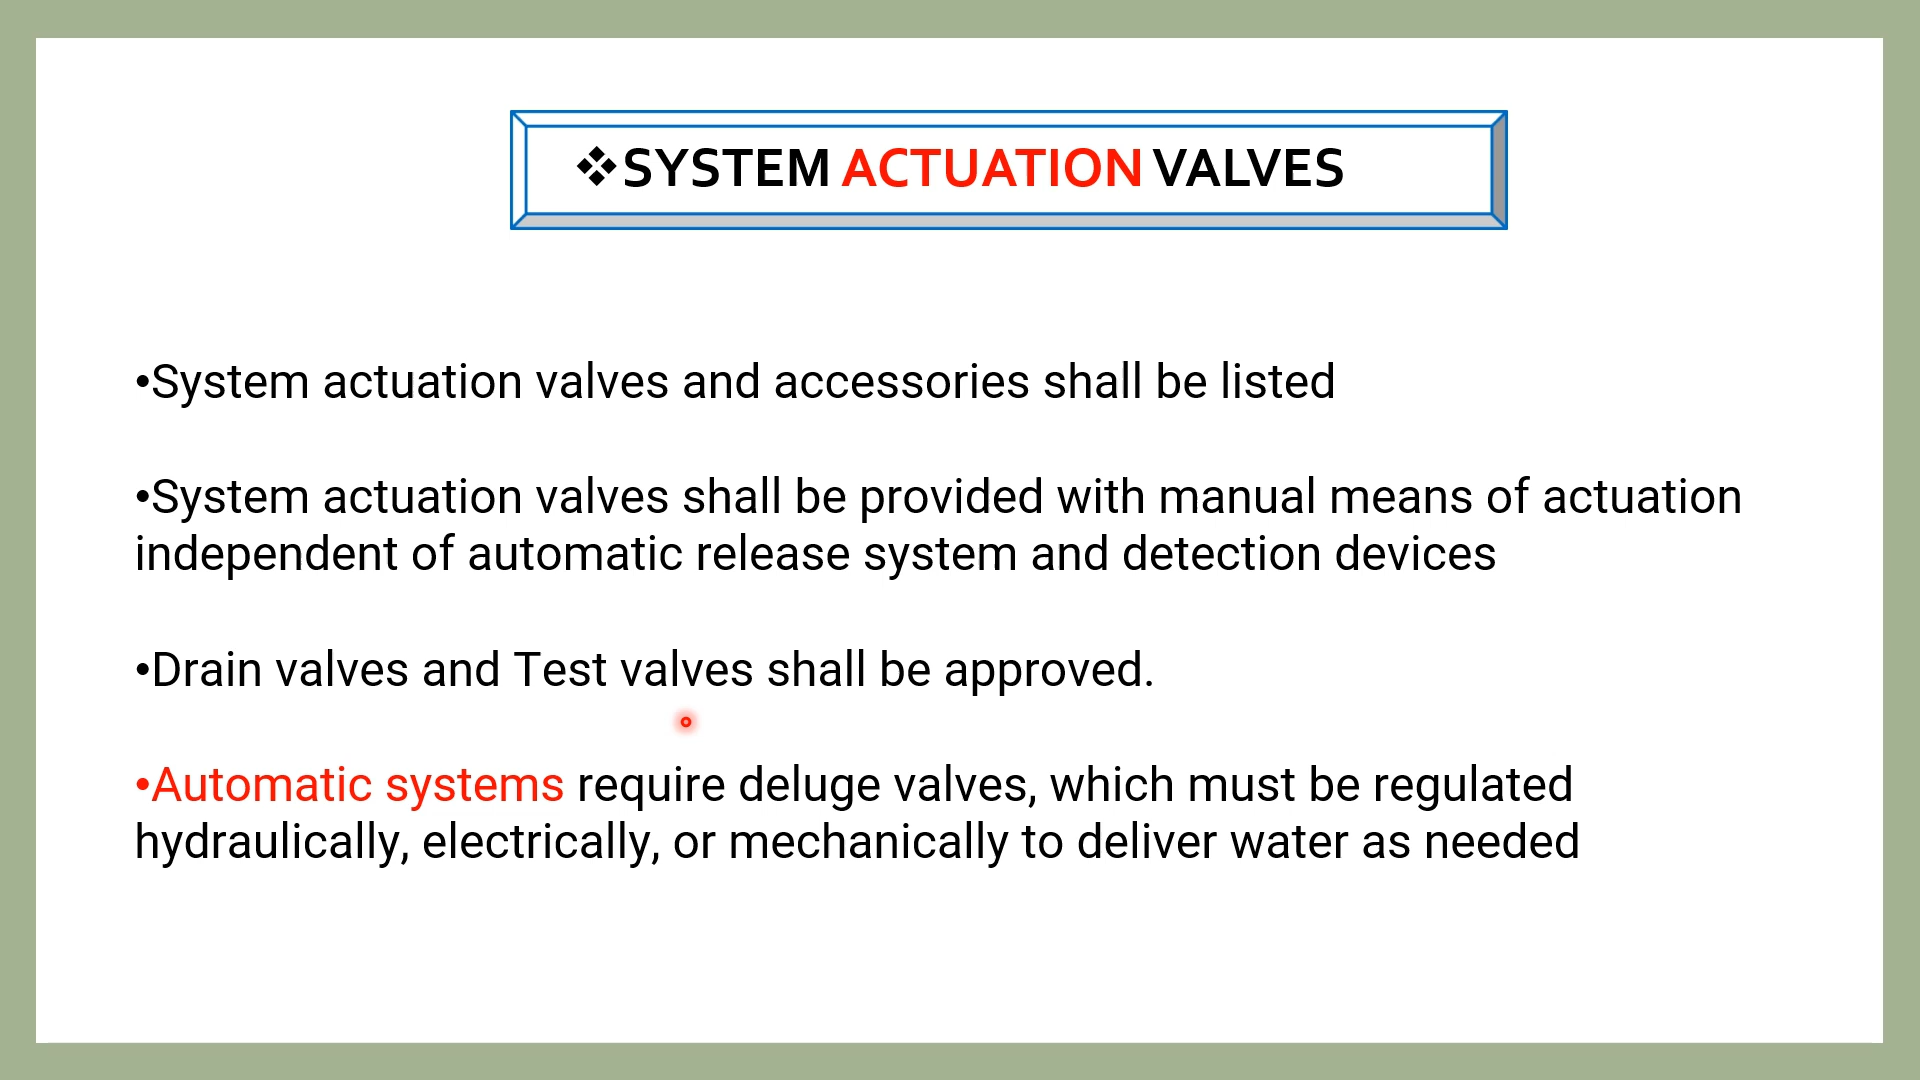 ❖SYSTEM ACTUATION VALVES
•System actuation valves and accessories shall be listed
•System actuation valves shall be provided with manual means of actuation
independent of automatic release system and detection devices
•Drain valves and Test valves shall be approved.
•Automatic systems require deluge valves, which must be regulated
hydraulically, electrically, or mechanically to deliver water as needed